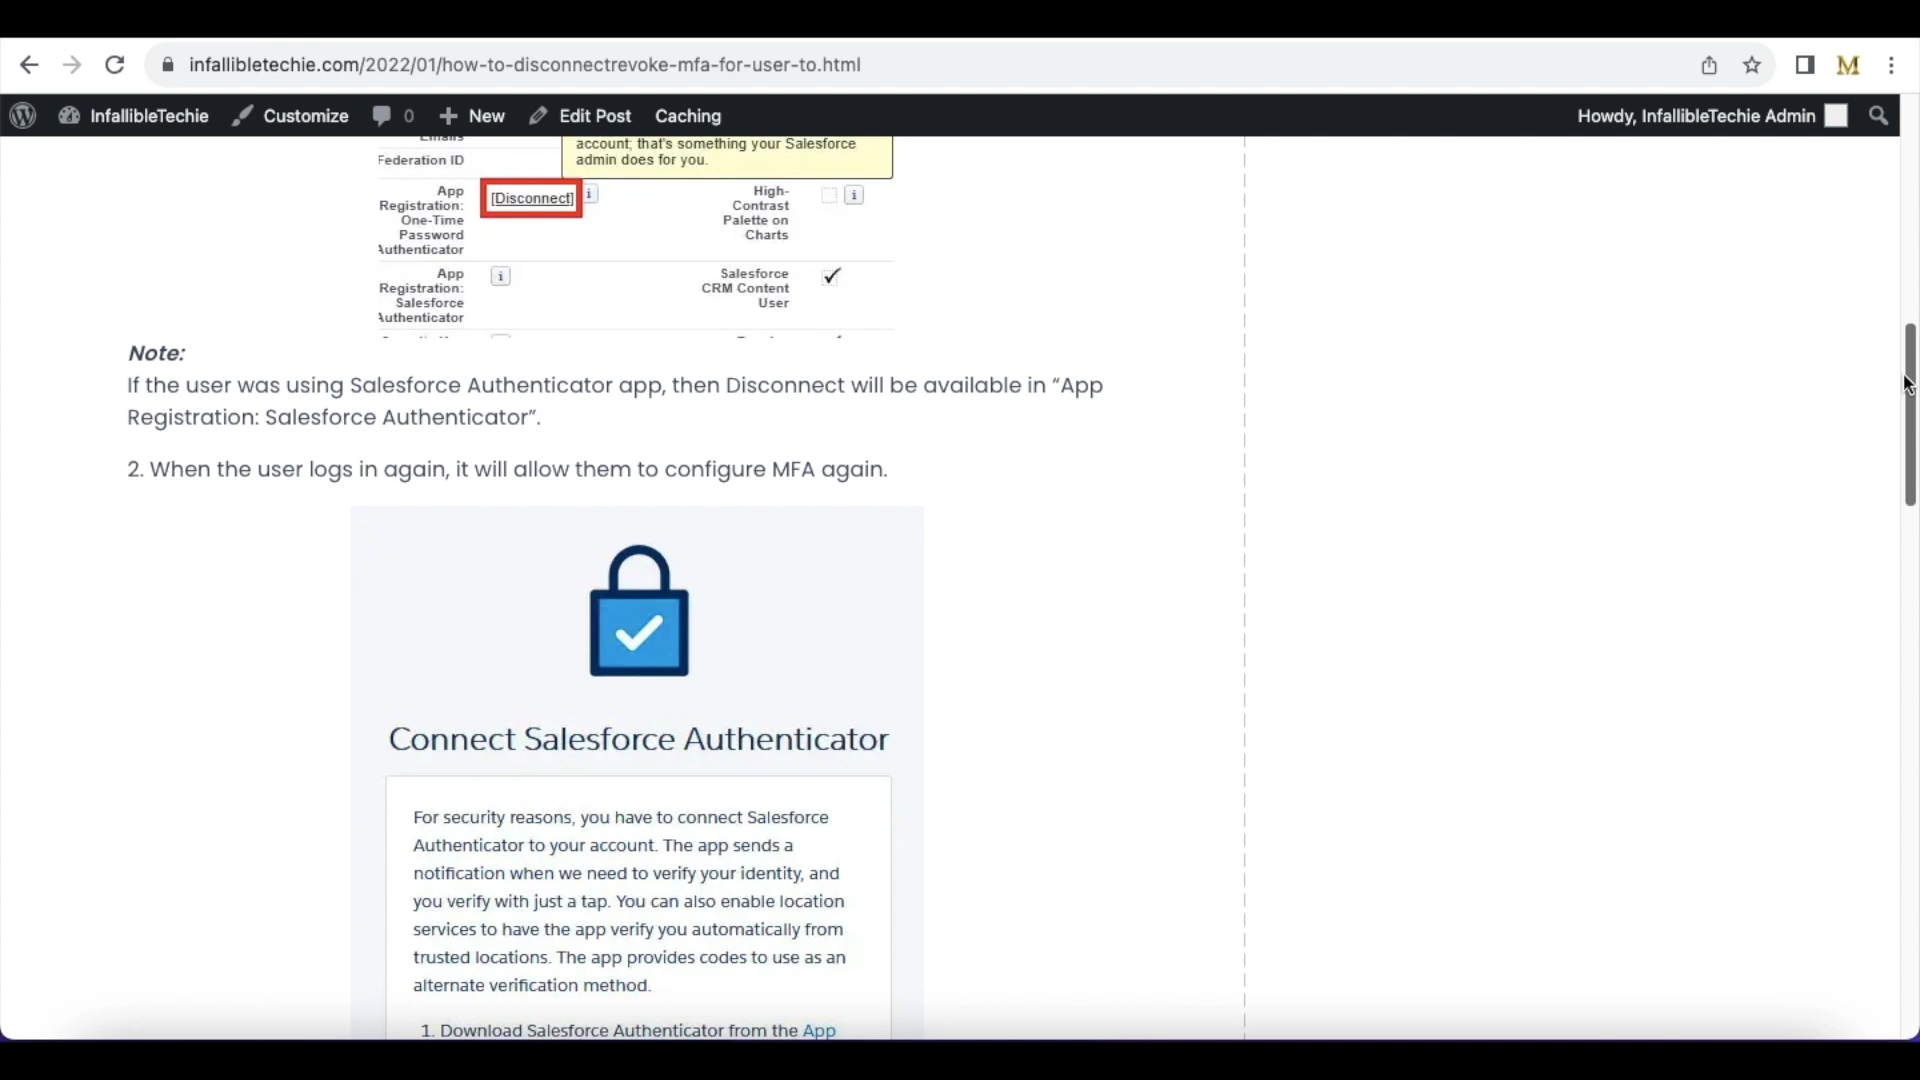 infallibletechie.com/2022/01/how-to-disconnectrevoke-mfa-for-user-to.html
M
InfallibleTechie Customize 0 New Edit Post Caching Howdy, InfallibleTechie Admin
Emails
account; that's something your Salesforce
admin does for you.
Federation ID
App
Registration:
One-Time
Password
Authenticator
[Disconnect] i
High-
Contrast
Palette on
Charts
i
App
Registration:
Salesforce
Authenticator
i
Salesforce
CRM Content
User
Note:
If the user was using Salesforce Authenticator app, then Disconnect will be available in “App
Registration: Salesforce Authenticator”.
2. When the user logs in again, it will allow them to configure MFA again.
Connect Salesforce Authenticator
For security reasons, you have to connect Salesforce
Authenticator to your account. The app sends a
notification when we need to verify your identity, and
you verify with just a tap. You can also enable location
services to have the app verify you automatically from
trusted locations. The app provides codes to use as an
alternate verification method.
1. Download Salesforce Authenticator from the App